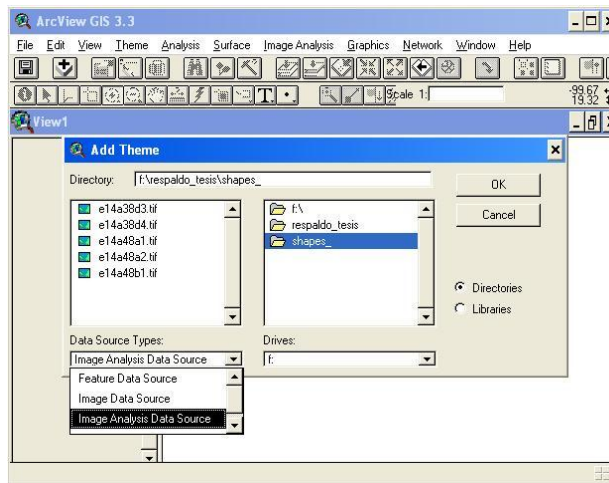 ArcView GIS 3.3
File Edit View Theme Analysis Surface Image Analysis Graphics Network Window Help
Scale 1:
-99.67
19.32
View1
Add Theme
Directory: f:\respaldo_tesis\shapes_
OK
Cancel
e14a38d3.tif
e14a38d4.tif
e14a48a1.tif
e14a48a2.tif
e14a48b1.tif
f:\
respaldo_tesis
shapes_
Directories
Libraries
Data Source Types:
Drives:
Image Analysis Data Source
f:
Feature Data Source
Image Data Source
Image Analysis Data Source